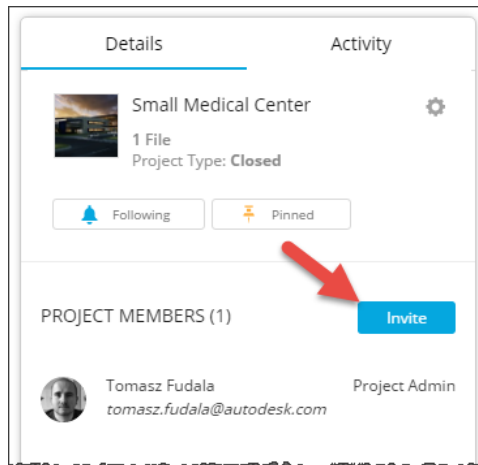 Details Activity
Small Medical Center
1 File
Project Type: Closed
Following Pinned
PROJECT MEMBERS (1) Invite
Tomasz Fudala Project Admin
tomasz.fudala@autodesk.com